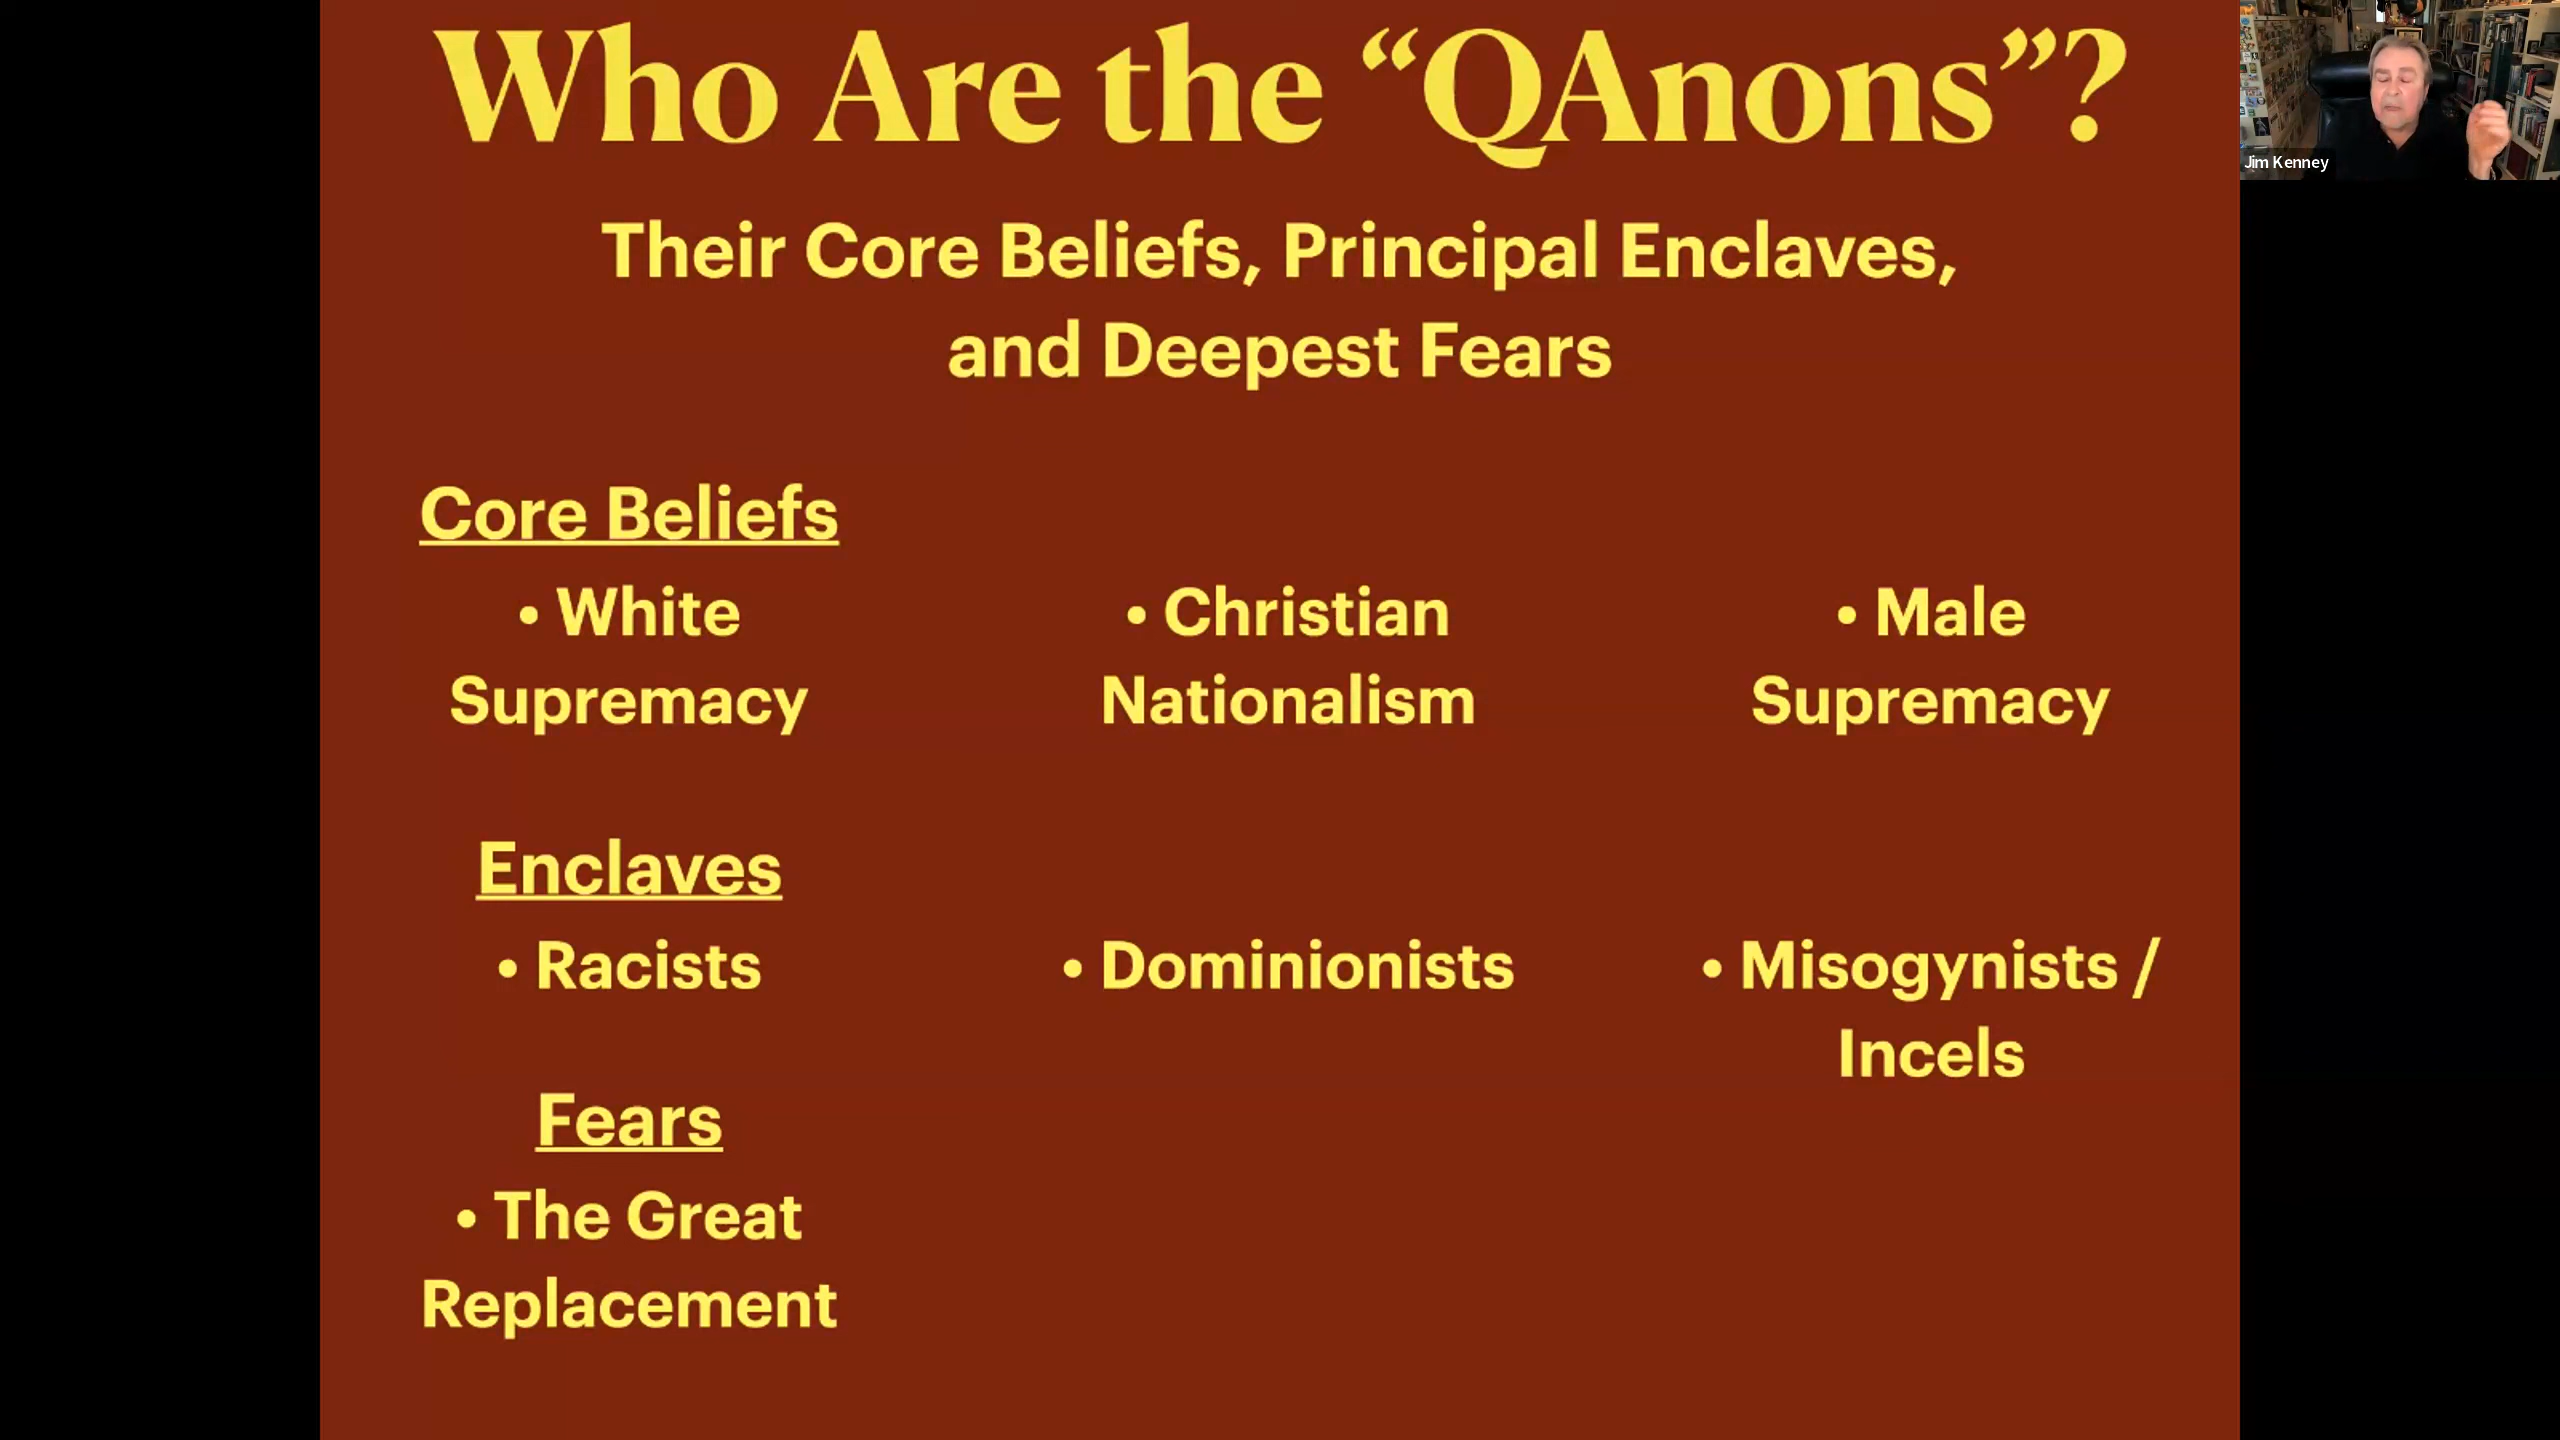 Who Are the “QAnons”?
Jim Kenney
Their Core Beliefs, Principal Enclaves,
and Deepest Fears
Core Beliefs
• White
Supremacy
• Christian
Nationalism
• Male
Supremacy
Enclaves
• Racists
• Dominionists
• Misogynists /
Incels
Fears
• The Great
Replacement